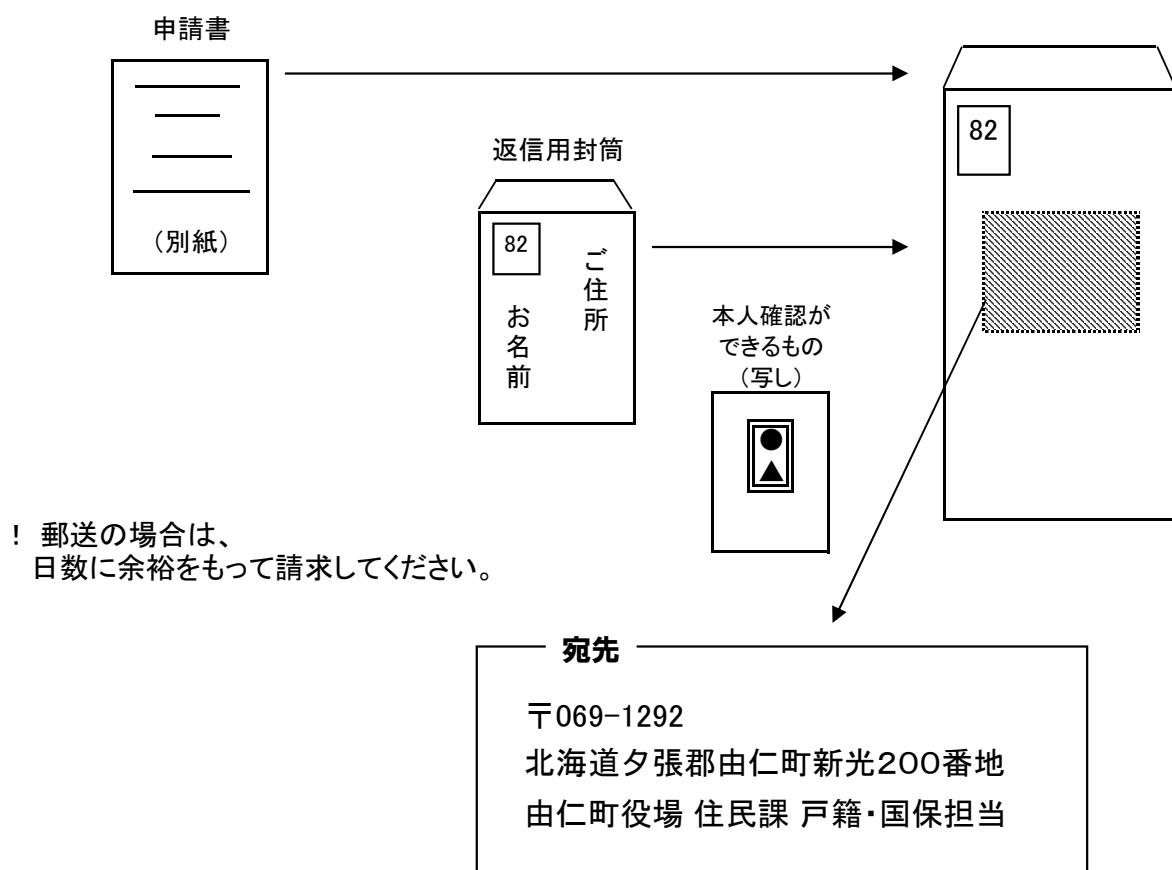 申請書
(別紙)
返信用封筒
82
ご住所
お名前
本人確認が
できるもの
(写し)
82
! 郵送の場合は、
日数に余裕をもって請求してください。
宛先
〒069-1292
北海道夕張郡由仁町新光200番地
由仁町役場 住民課 戸籍・国保担当